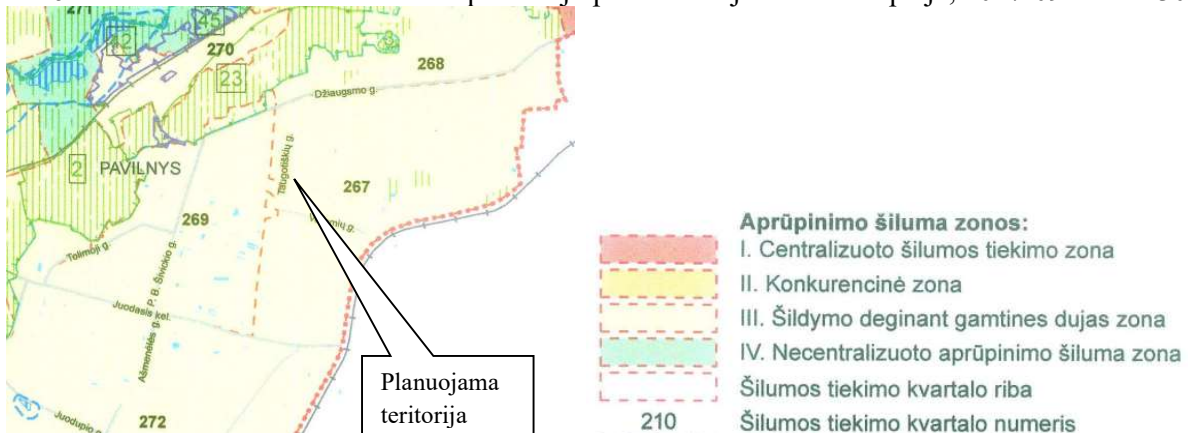 271
45
42
270
268
23
Džiaugsmo g.
2
PAVILNYS
Taugotiškių g.
267
269
Telimoji g.
P. B. Šivickio g.
Juodasis kel.
Ašmenėlės g.
272
Planuojama
teritorija
Aprūpinimo šiluma zonos:
I. Centralizuoto šilumos tiekimo zona
II. Konkurencinė zona
III. Šildymo deginant gamtines dujas zona
IV. Necentralizuoto aprūpinimo šiluma zona
Šilumos tiekimo kvartalo riba
210 Šilumos tiekimo kvartalo numeris